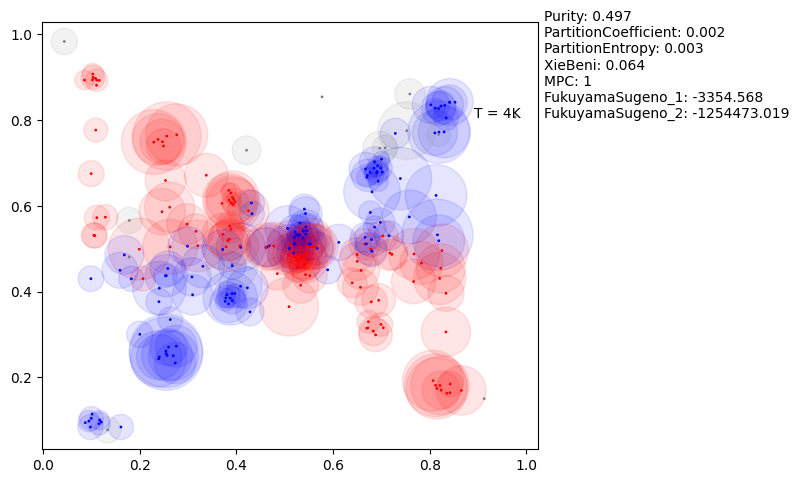 Purity: 0.497
PartitionCoefficient: 0.002
PartitionEntropy: 0.003
XieBeni: 0.064
MPC: 1
FukuyamaSugeno_1: -3354.568
FukuyamaSugeno_2: -1254473.019
T = 4K
1.0
0.8
0.6
0.4
0.2
0.0 0.2 0.4 0.6 0.8 1.0